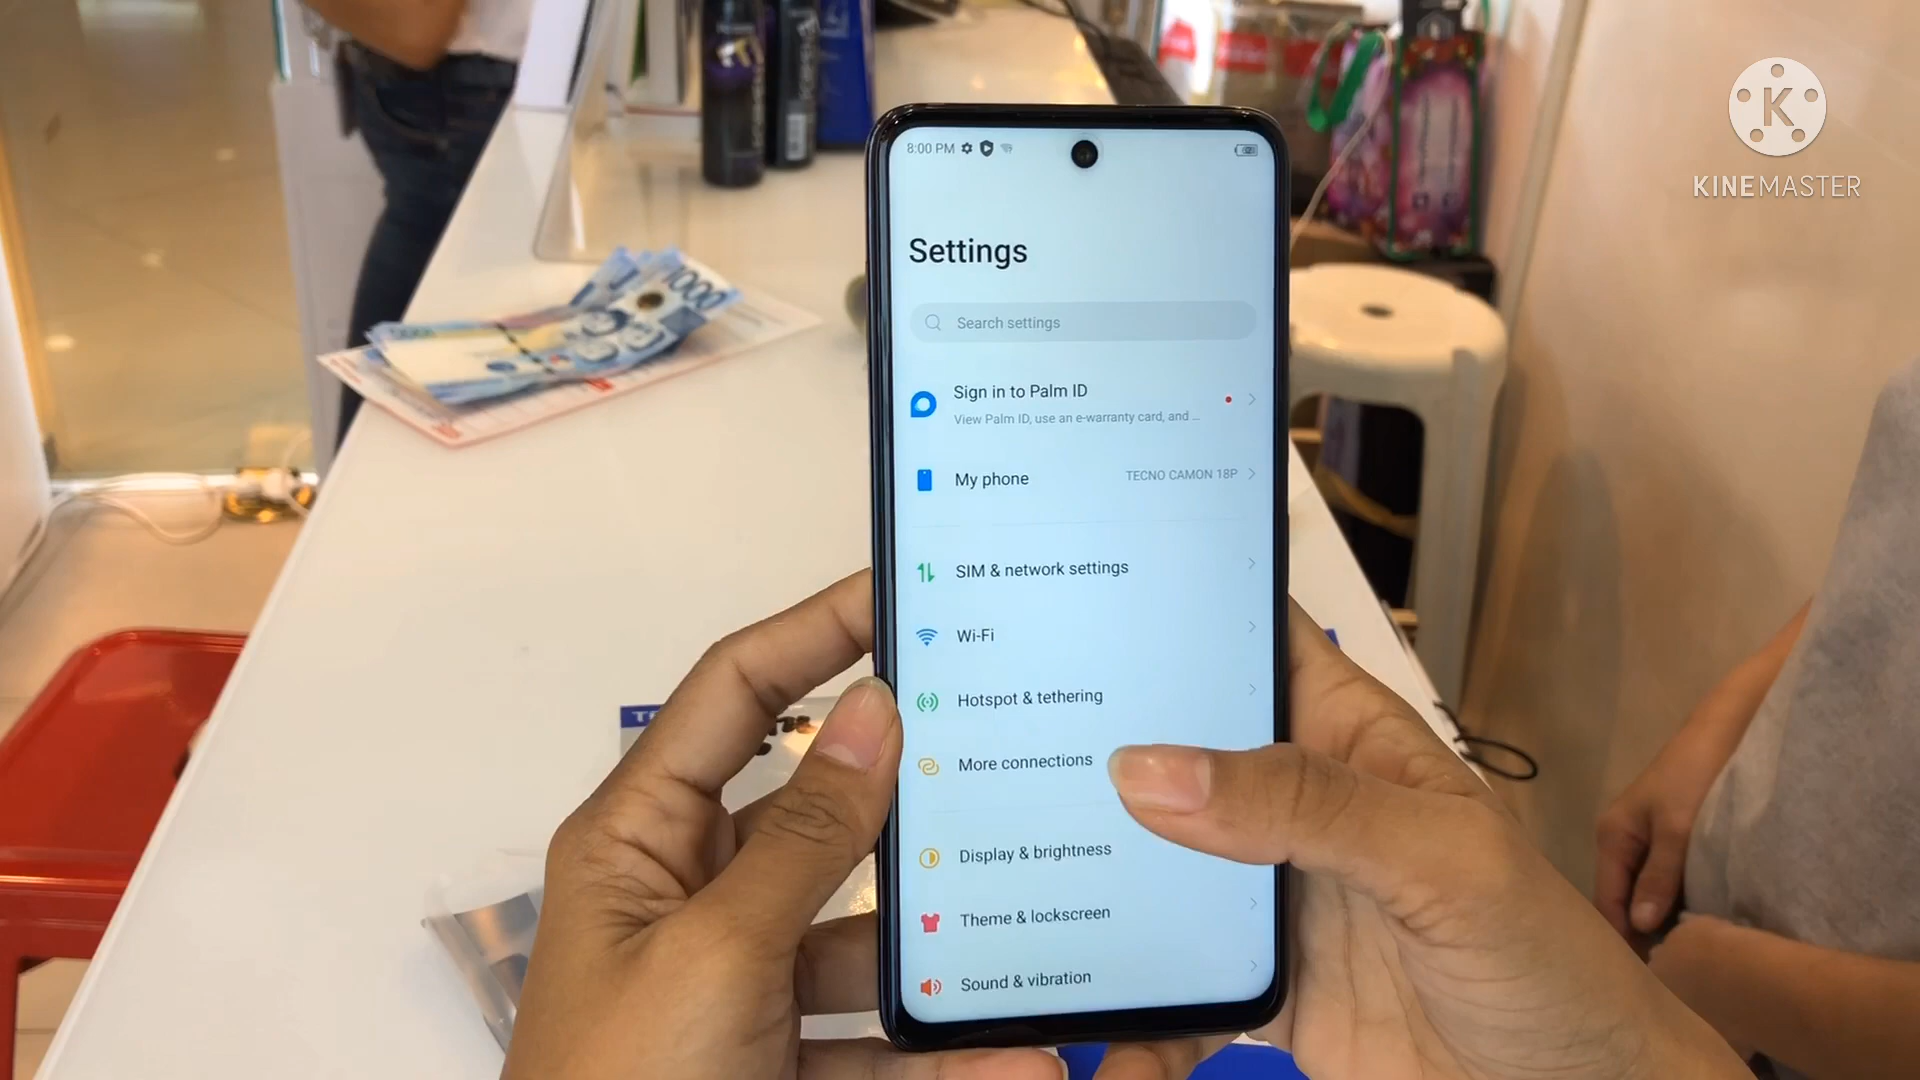 8:00 PM
Settings
Search settings
Sign in to Palm ID
View Palm ID, use an e-warranty card, and ...
My phone
TECNO CAMON 18P
SIM & network settings
Wi-Fi
Hotspot & tethering
More connections
Display & brightness
Theme & lockscreen
Sound & vibration
1000
K
KINEMASTER